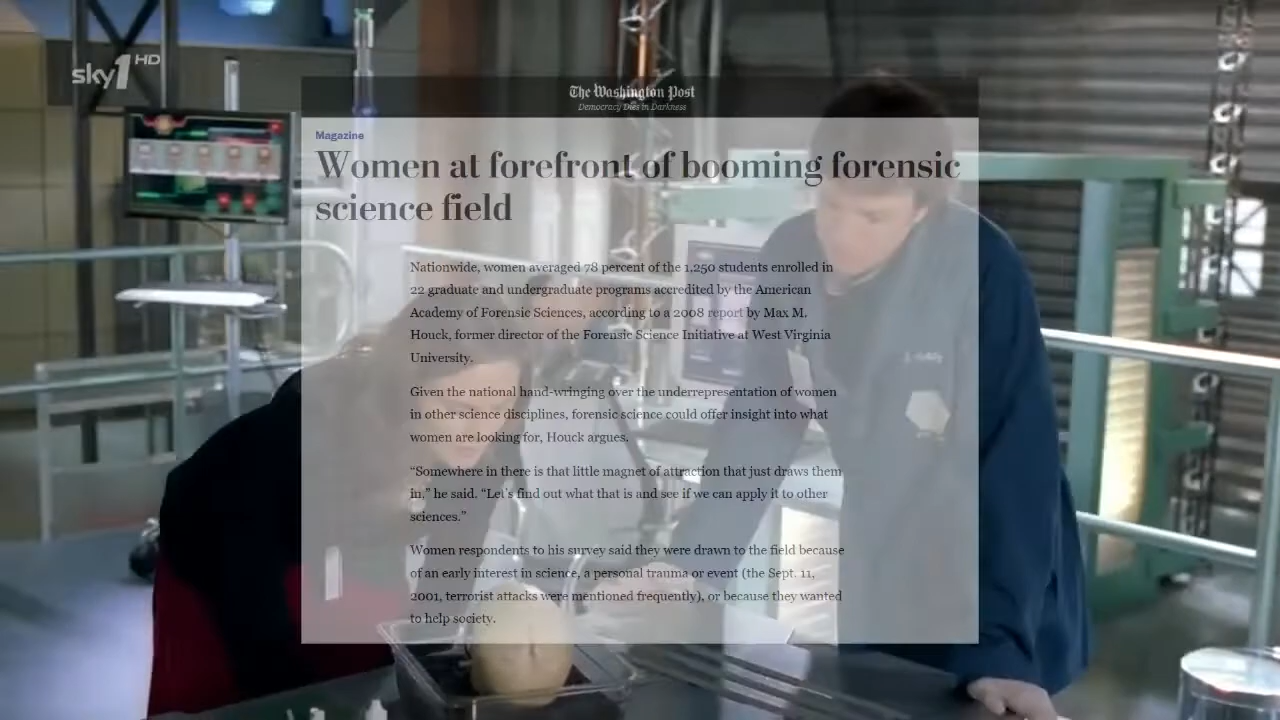 sky1 HD
The Washington Post
Democracy Dies in Darkness
Magazine
Women at forefront of booming forensic
science field
Nationwide, women averaged 78 percent of the 1,250 students enrolled in
22 graduate and undergraduate programs accredited by the American
Academy of Forensic Sciences, according to a 2008 report by Max M.
Houck, former director of the Forensic Science Initiative at West Virginia
University.
Given the national hand-wringing over the underrepresentation of women
in other science disciplines, forensic science could offer insight into what
women are looking for, Houck argues.
“Somewhere in there is that little magnet of attraction that just draws them
in,” he said. “Let’s find out what that is and see if we can apply it to other
sciences.”
Women respondents to his survey said they were drawn to the field because
of an early interest in science, a personal trauma or event (the Sept. 11,
2001, terrorist attacks were mentioned frequently), or because they wanted
to help society.